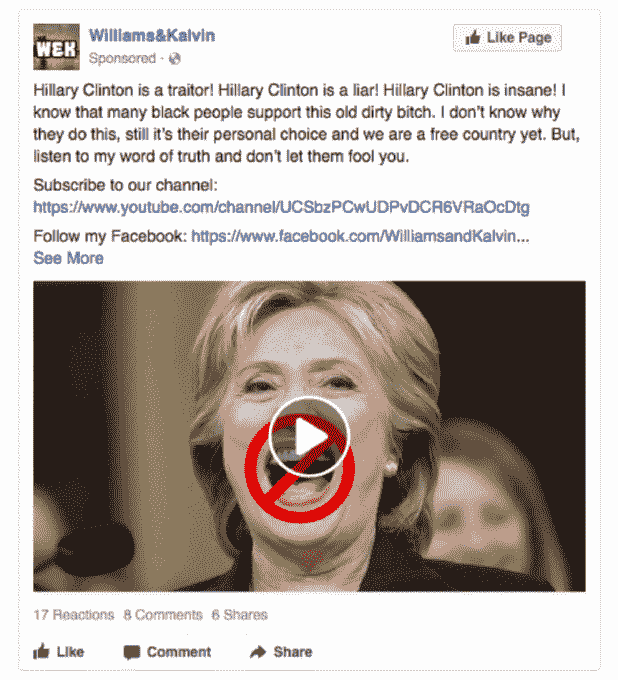 Williams&Kalvin
Like Page
WEK
Sponsored ·
Hillary Clinton is a traitor! Hillary Clinton is a liar! Hillary Clinton is insane! I
know that many black people support this old dirty bitch. I don't know why
they do this, still it's their personal choice and we are a free country yet. But,
listen to my word of truth and don't let them fool you.
Subscribe to our channel:
https://www.youtube.com/channel/UCSbzPCwUDPvDCR6VRaOcDtg
Follow my Facebook: https://www.facebook.com/WilliamsandKalvin...
See More
17 Reactions 8 Comments 6 Shares
Like Comment Share